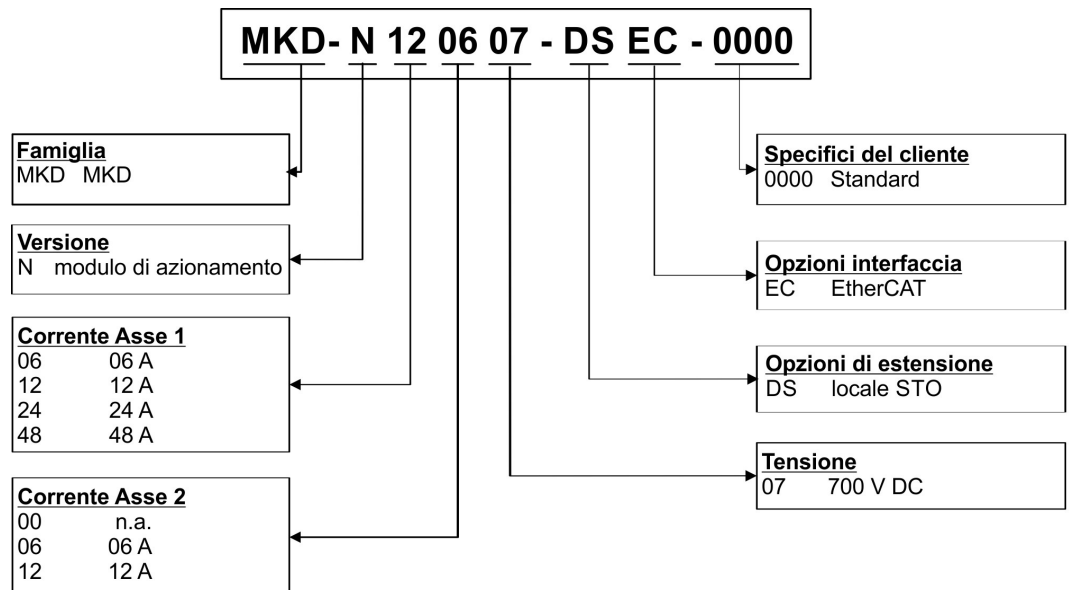 MKD- N 12 06 07 - DS EC - 0000
Famiglia
MKD MKD
Versione
N modulo di azionamento
Corrente Asse 1
06 06 A
12 12 A
24 24 A
48 48 A
Corrente Asse 2
00 n.a.
06 06 A
12 12 A
Specifici del cliente
0000 Standard
Opzioni interfaccia
EC EtherCAT
Opzioni di estensione
DS locale STO
Tensione
07 700 V DC